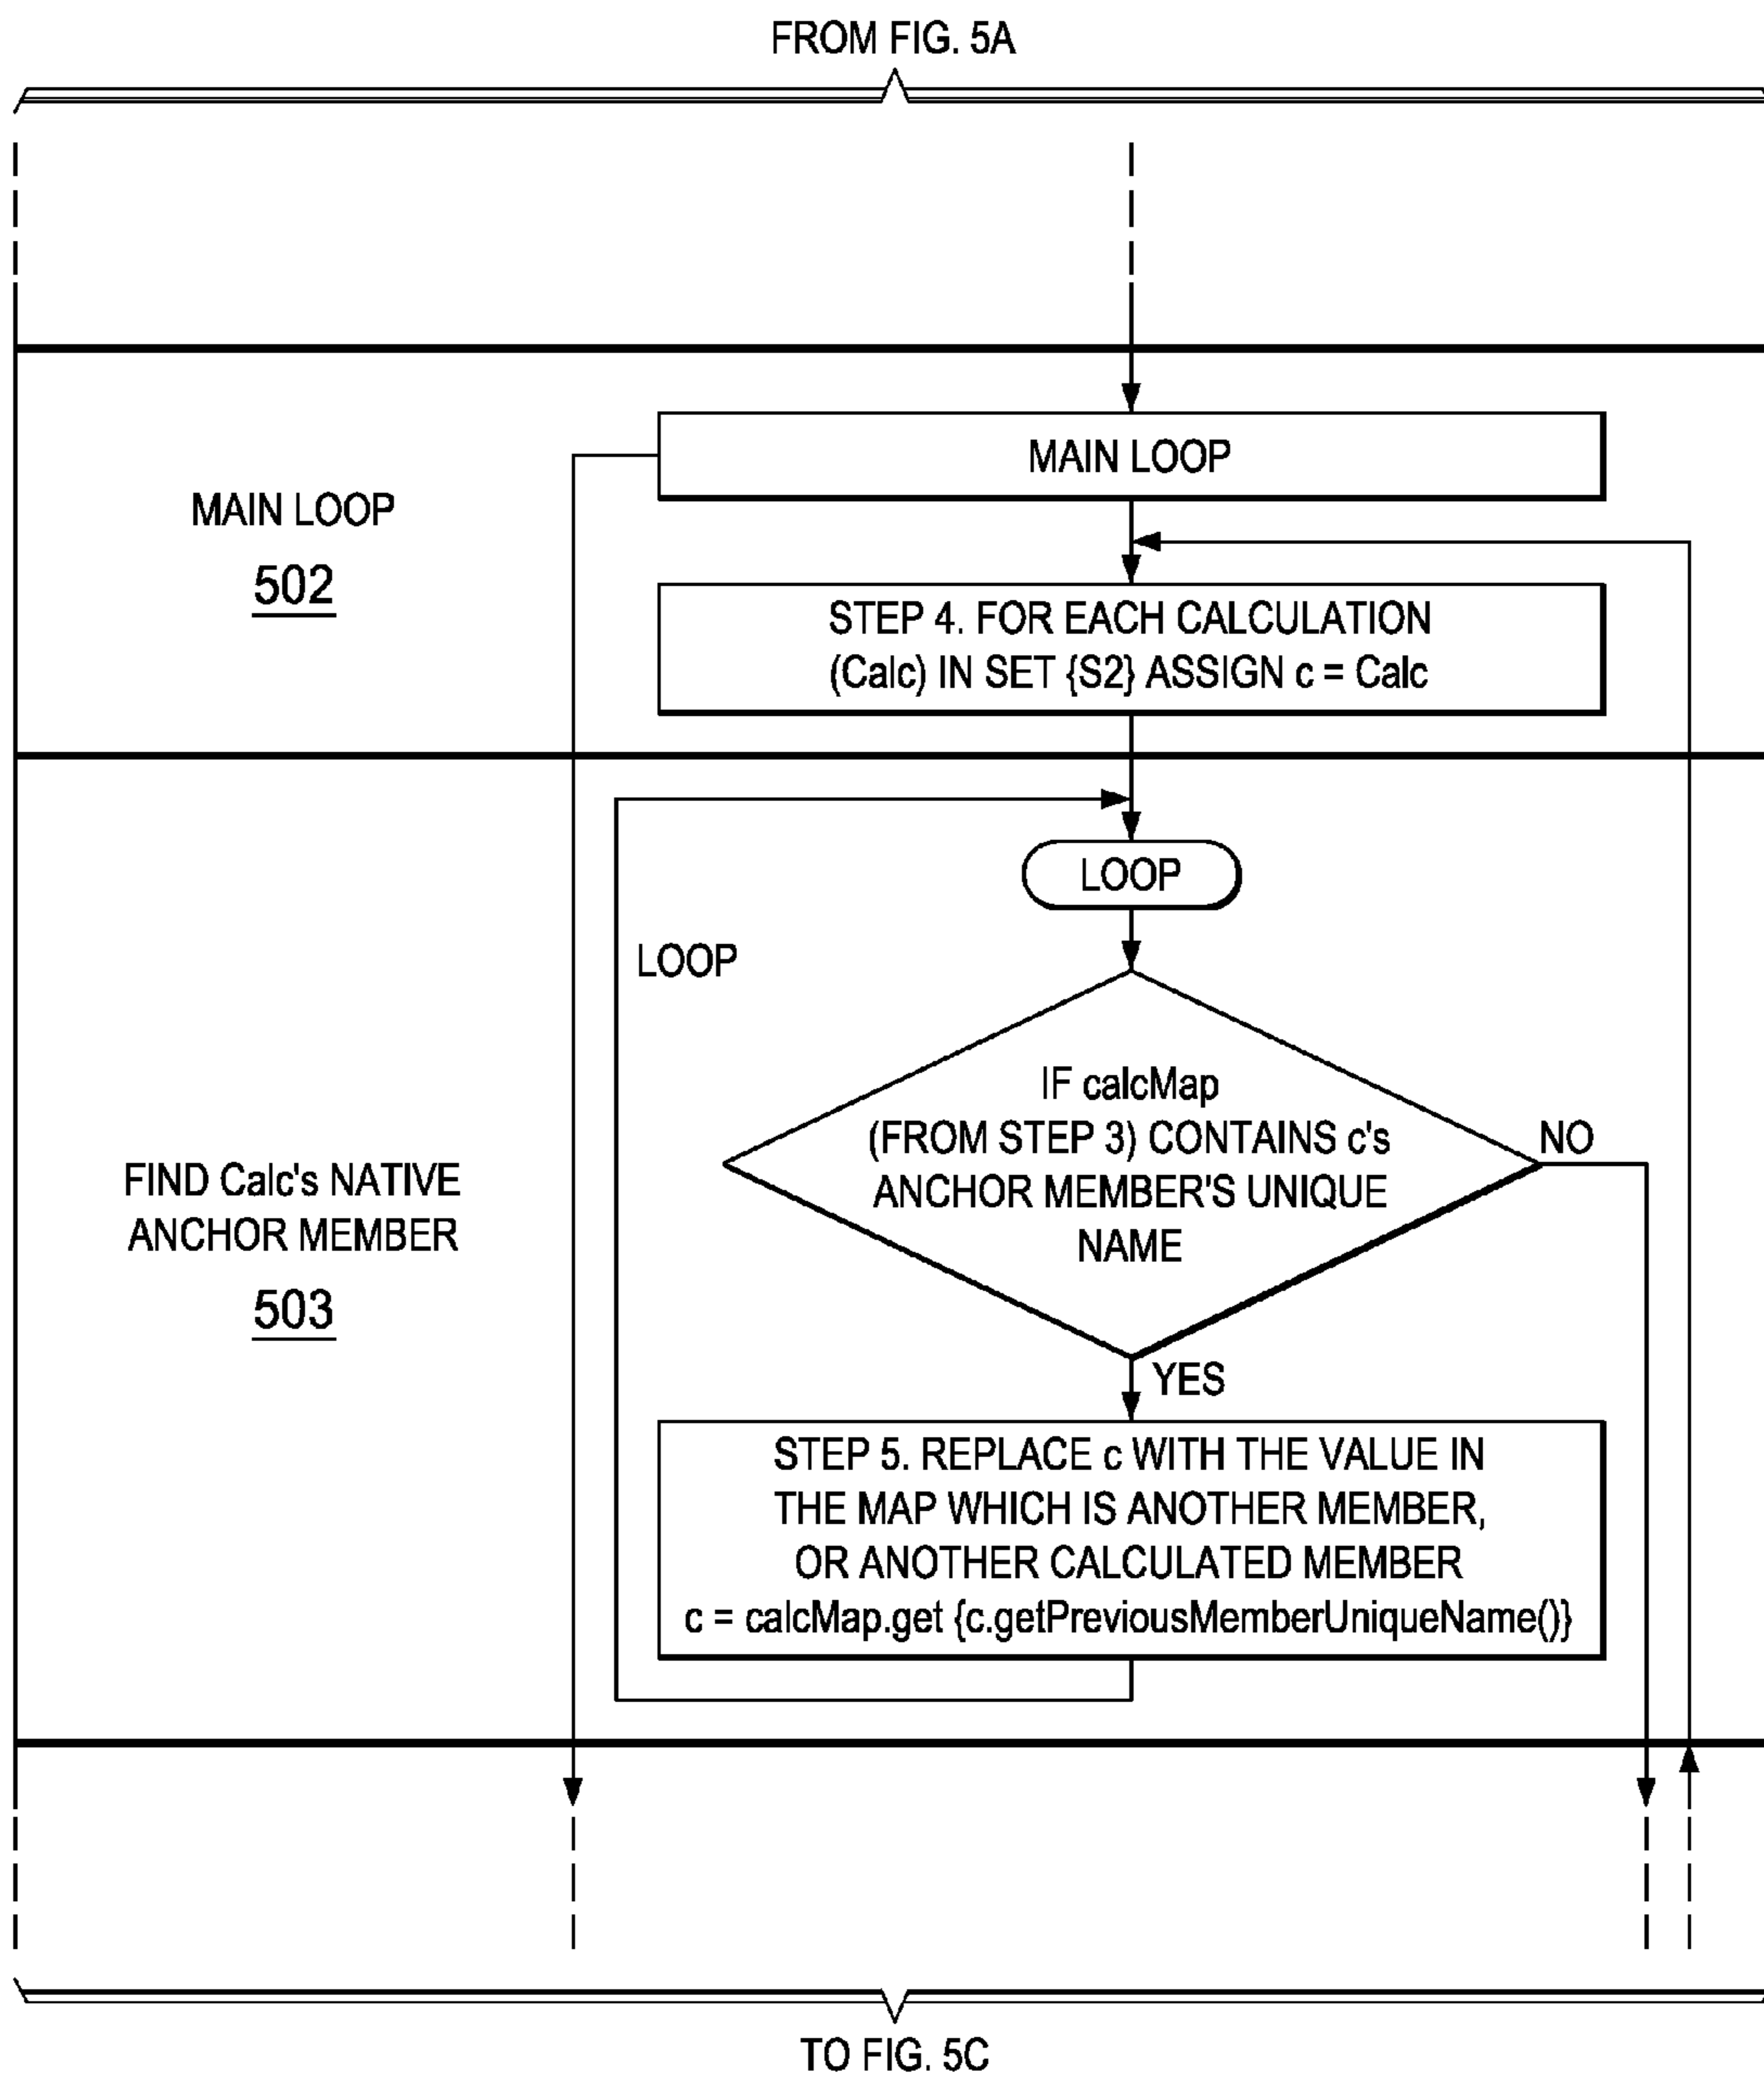 FROM FIG. 5A
MAIN LOOP
MAIN LOOP
502
STEP 4. FOR EACH CALCULATION
(Calc) IN SET {S2} ASSIGN c = Calc
LOOP
LOOP
IF calcMap
(FROM STEP 3) CONTAINS c's
ANCHOR MEMBER'S UNIQUE
NAME
NO
FIND Calc's NATIVE
ANCHOR MEMBER
503
YES
STEP 5. REPLACE c WITH THE VALUE IN
THE MAP WHICH IS ANOTHER MEMBER,
OR ANOTHER CALCULATED MEMBER
c = calcMap.get {c.getPreviousMemberUniqueName()}
TO FIG. 5C